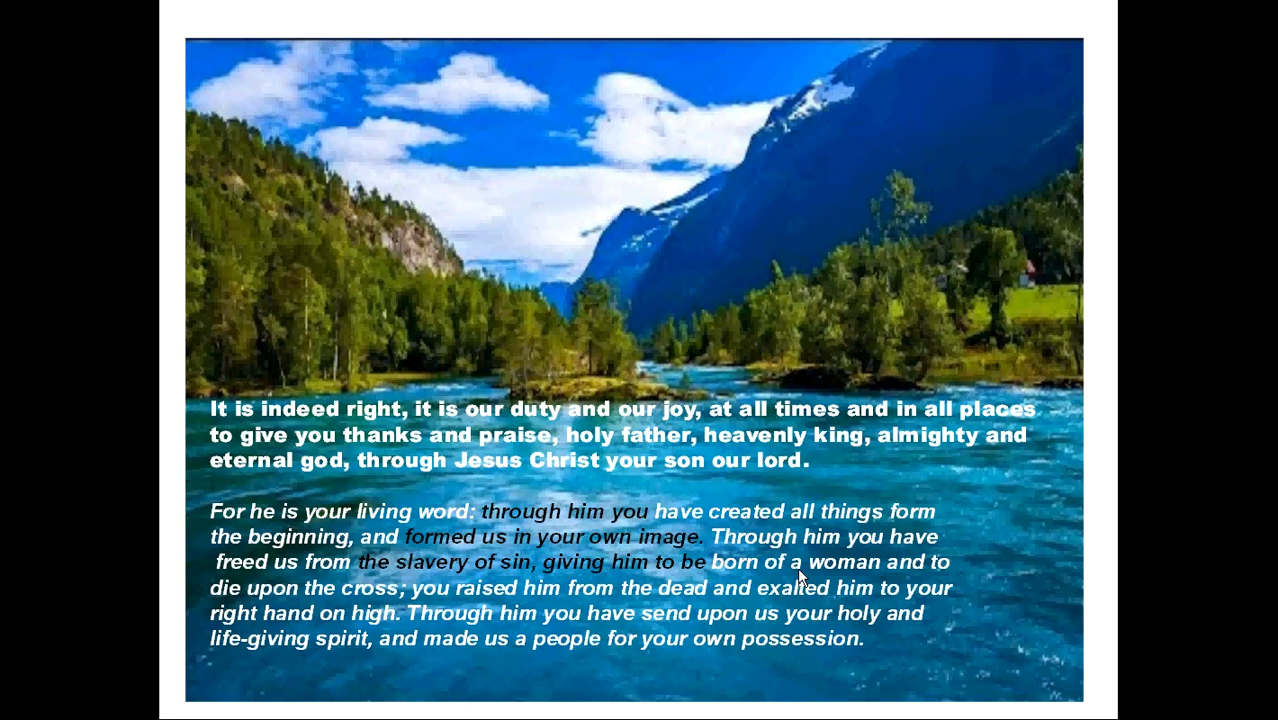 It is indeed right, it is our duty and our joy, at all times and in all places
to give you thanks and praise, holy father, heavenly king, almighty and
eternal god, through Jesus Christ your son our lord.
For he is your living word: through him you have created all things form
the beginning, and formed us in your own image. Through him you have
freed us from the slavery of sin, giving him to be born of a woman and to
die upon the cross; you raised him from the dead and exalted him to your
right hand on high. Through him you have send upon us your holy and
life-giving spirit, and made us a people for your own possession.